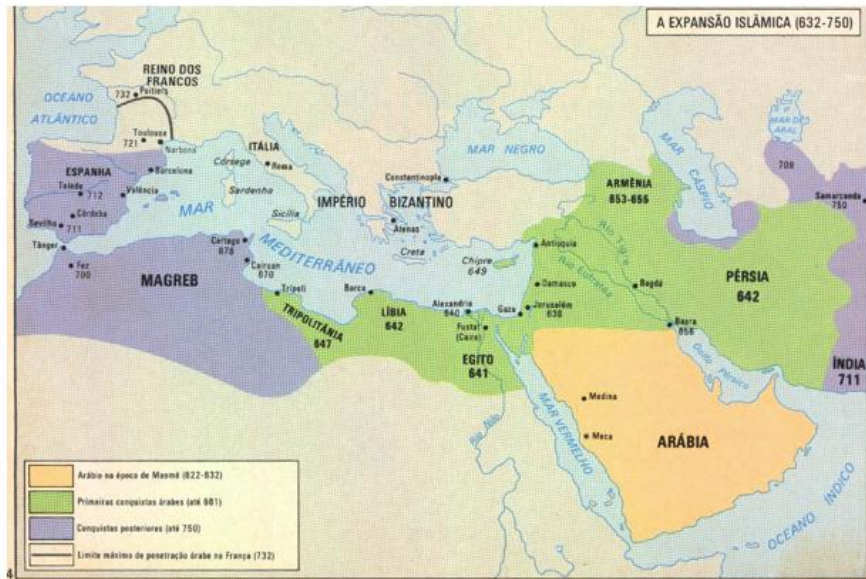 A EXPANSÃO ISLÂMICA (632-750)
REINO DOS
FRANCOS
732 Poitiers
OCEANO
ATLÂNTICO
Toulouse
721
Narbona
ITÁLIA
Córsega
Roma
MAR NEGRO
MAR DE
ARAL
MAR
CÁSPIO
709
ESPANHA
Barcelona
Toledo
712
Valência
Córdoba
Sevilha
711
Sardenha
Constantinopla
IMPÉRIO BIZANTINO
ARMÊNIA
653-655
Samarcanda
750
MAR
MEDITERRÂNEO
Sicília
Atenas
Creta
Tânger
Fez
700
Cartago
678
Cairuan
670
Chipre
649
Antióquia
Rio Tigre
Rio Eufrates
MAGREB
Trípoli
Barca
Damasco
Bagdá
PÉRSIA
642
TRIPOLITÂNIA
647
LÍBIA
642
Alexandria
640
Gaza
Jerusalém
638
Basra
656
Fustat
(Cairo)
EGITO
641
Golfo Pérsico
ÍNDIA
711
Medina
Meca
MAR VERMELHO
ARÁBIA
Rio Nilo
OCEANO ÍNDICO
Arábia na época de Maomé (622-632)
Primeiras conquistas árabes (até 661)
Conquistas posteriores (até 750)
Limite máximo de penetração árabe na França (732)
4